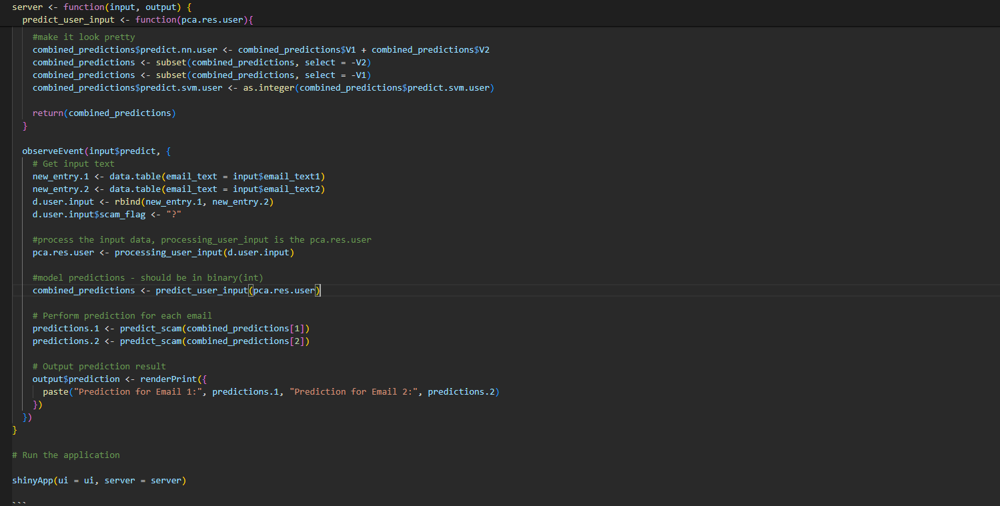 server <- function(input, output) {
predict_user_input <- function(pca.res.user){
#make it look pretty
combined_predictions$predict.nn.user <- combined_predictions$V1 + combined_predictions$V2
combined_predictions <- subset(combined_predictions, select = -V2)
combined_predictions <- subset(combined_predictions, select = -V1)
combined_predictions$predict.svm.user <- as.integer(combined_predictions$predict.svm.user)
return(combined_predictions)
}
observeEvent(input$predict, {
# Get input text
new_entry.1 <- data.table(email_text = input$email_text1)
new_entry.2 <- data.table(email_text = input$email_text2)
d.user.input <- rbind(new_entry.1, new_entry.2)
d.user.input$scam_flag <- "?"
#process the input data, processing_user_input is the pca.res.user
pca.res.user <- processing_user_input(d.user.input)
#model predictions - should be in binary(int)
combined_predictions <- predict_user_input(pca.res.user)
# Perform prediction for each email
predictions.1 <- predict_scam(combined_predictions[1])
predictions.2 <- predict_scam(combined_predictions[2])
# Output prediction result
output$prediction <- renderPrint({
paste("Prediction for Email 1:", predictions.1, "Prediction for Email 2:", predictions.2)
})
})
}
# Run the application
shinyApp(ui = ui, server = server)
```